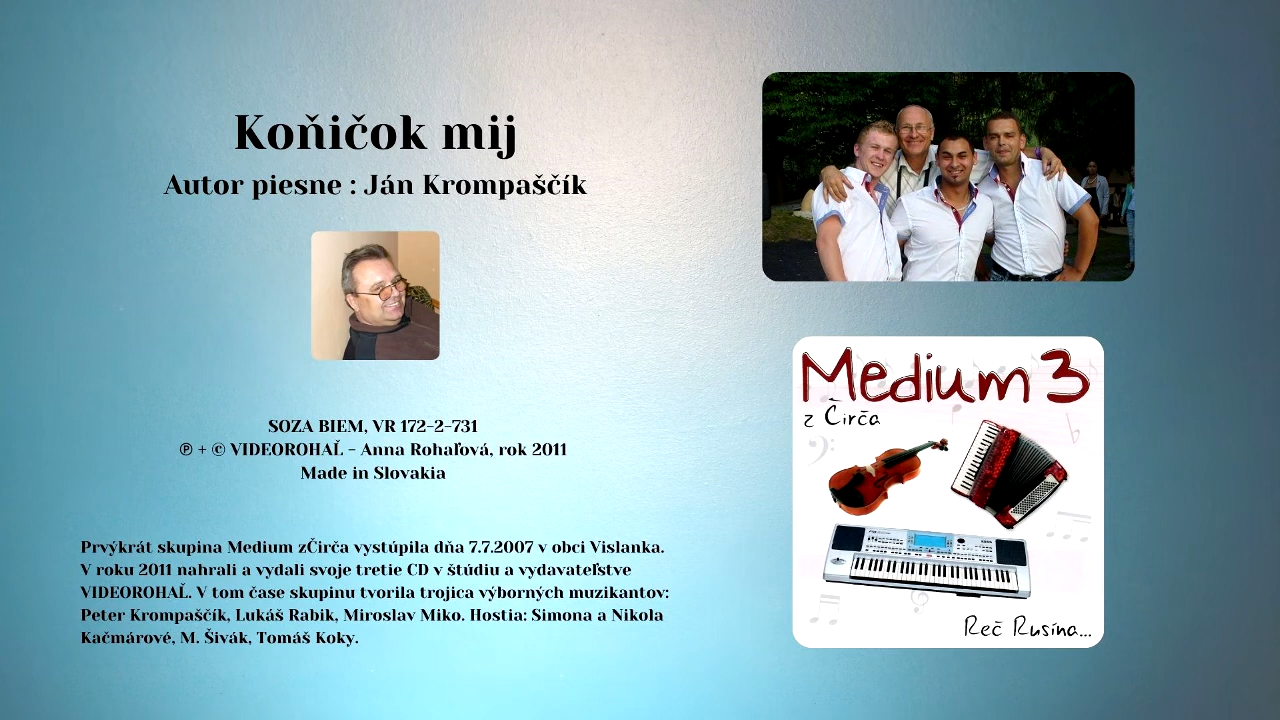 Koňičok mij
Autor piesne : Ján Krompaščík
SOZA BIEM, VR 172-2-731
℗ + © VIDEOROHAĽ - Anna Rohaľová, rok 2011
Made in Slovakia
Prvýkrát skupina Medium zČirča vystúpila dňa 7.7.2007 v obci Vislanka.
V roku 2011 nahrali a vydali svoje tretie CD v štúdiu a vydavateľstve
VIDEOROHAĽ. V tom čase skupinu tvorila trojica výborných muzikantov:
Peter Krompaščík, Lukáš Rabik, Miroslav Miko. Hostia: Simona a Nikola
Kačmárové, M. Šivák, Tomáš Koky.
Medium 3
z Čirča
Reč Rusína...